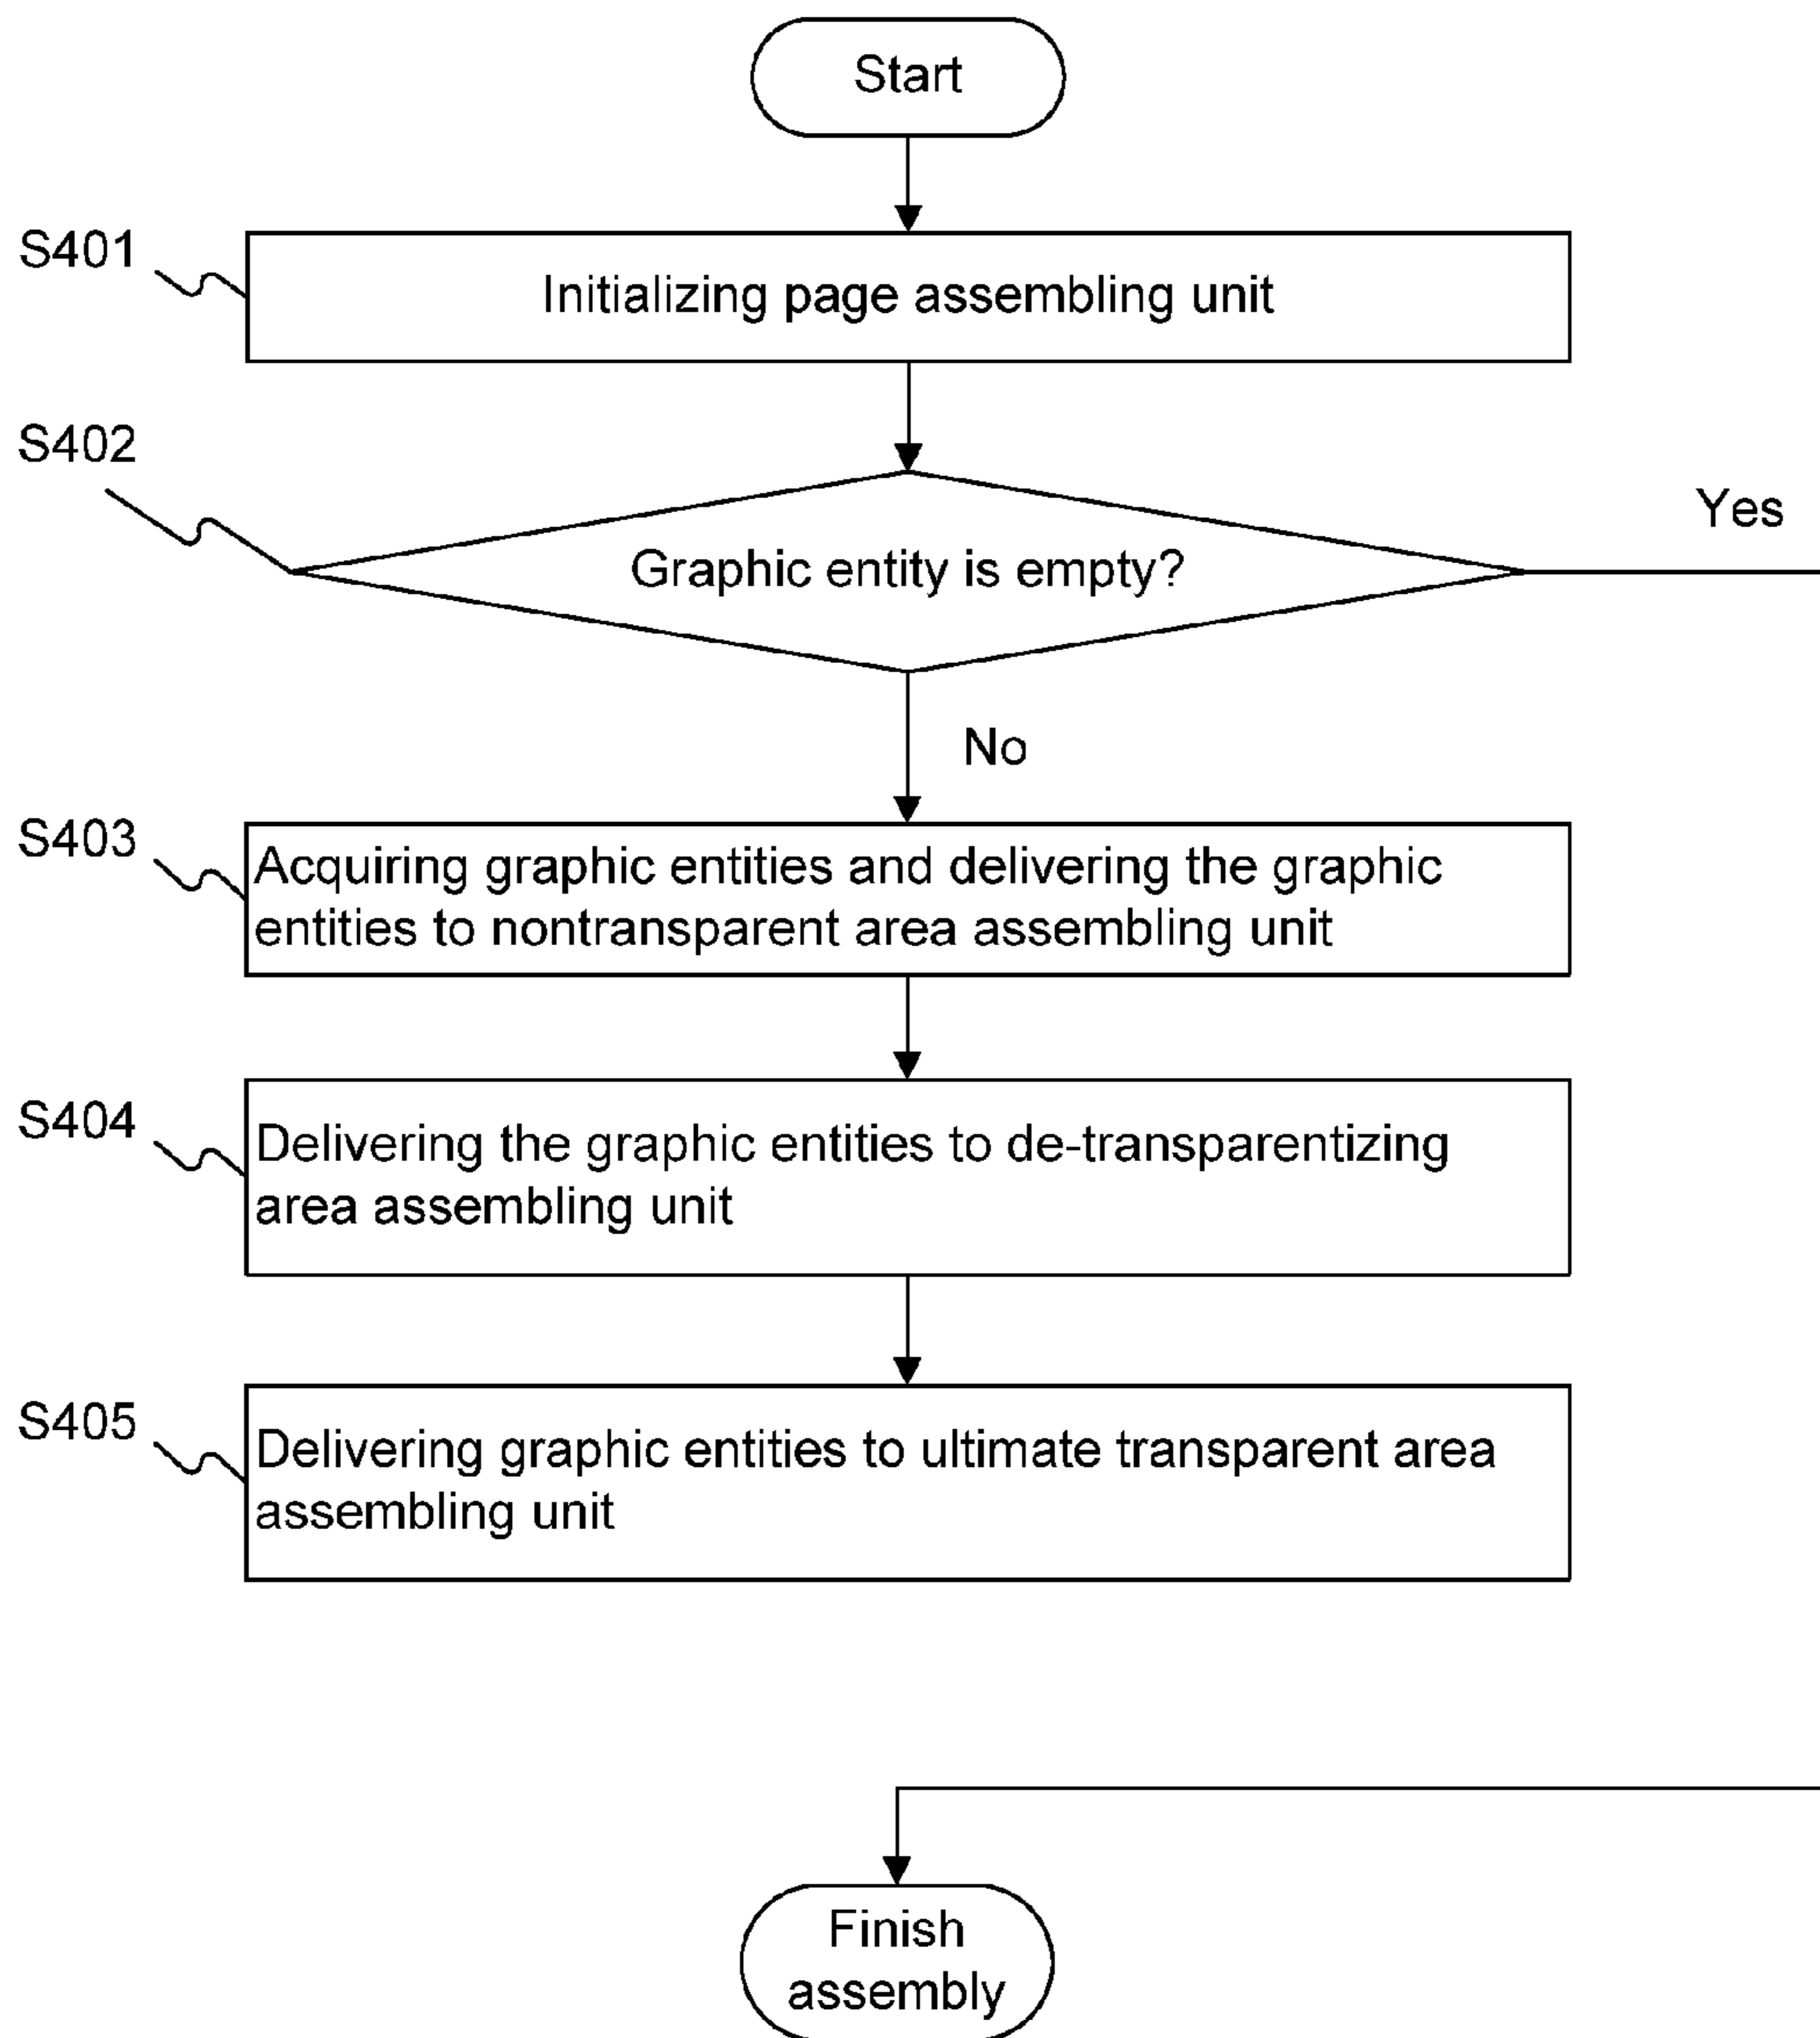 Start
S401
Initializing page assembling unit
S402
Yes
Graphic entity is empty?
No
S403
Acquiring graphic entities and delivering the graphic
entities to nontransparent area assembling unit
S404
Delivering the graphic entities to de-transparentizing
area assembling unit
S405
Delivering graphic entities to ultimate transparent area
assembling unit
Finish
assembly